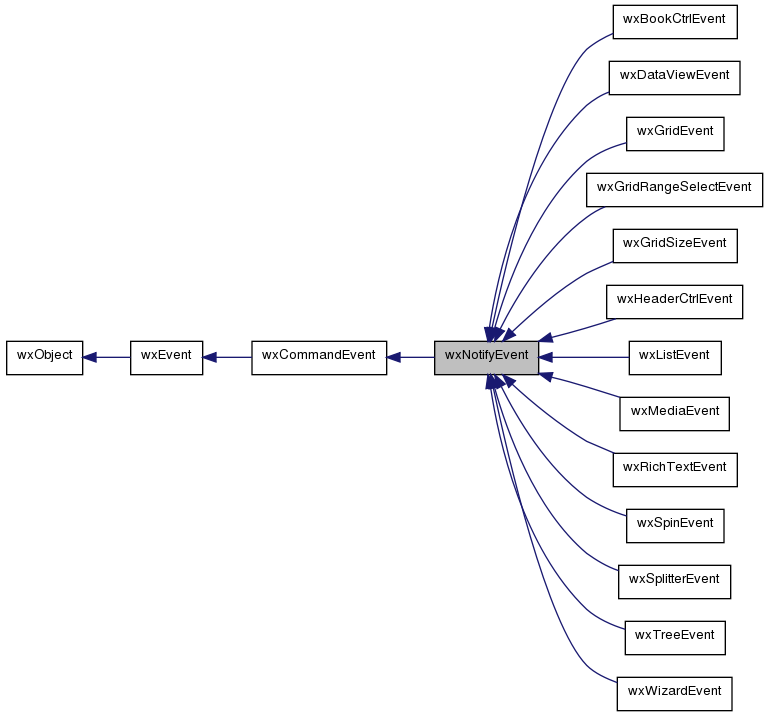 wxBookCtrlEvent
wxDataViewEvent
wxGridEvent
wxGridRangeSelectEvent
wxGridSizeEvent
wxHeaderCtrlEvent
wxObject
wxEvent
wxCommandEvent
wxNotifyEvent
wxListEvent
wxMediaEvent
wxRichTextEvent
wxSpinEvent
wxSplitterEvent
wxTreeEvent
wxWizardEvent